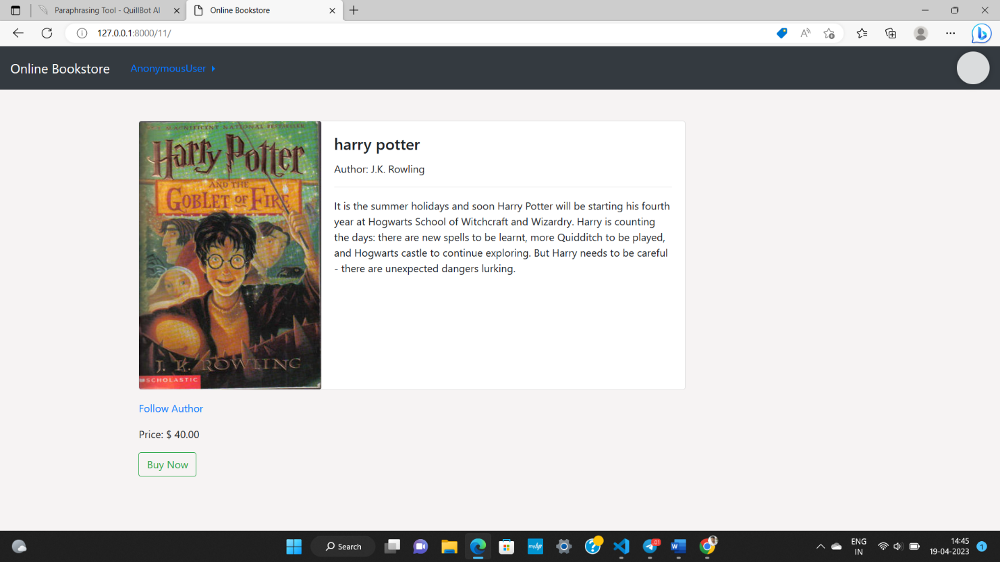 Paraphrasing Tool - QuillBot AI
Online Bookstore
127.0.0.1:8000/11/
Online Bookstore
AnonymousUser
MAGNIFICENT NATIONAL BESTSELLER
Harry Potter
AND THE
GOBLET OF FIRE
J. K. ROWLING
SCHOLASTIC
harry potter
Author: J.K. Rowling
It is the summer holidays and soon Harry Potter will be starting his fourth
year at Hogwarts School of Witchcraft and Wizardry. Harry is counting
the days: there are new spells to be learnt, more Quidditch to be played,
and Hogwarts castle to continue exploring. But Harry needs to be careful
- there are unexpected dangers lurking.
Follow Author
Price: $ 40.00
Buy Now
Search
myhp
ENG
IN
14:45
19-04-2023
1